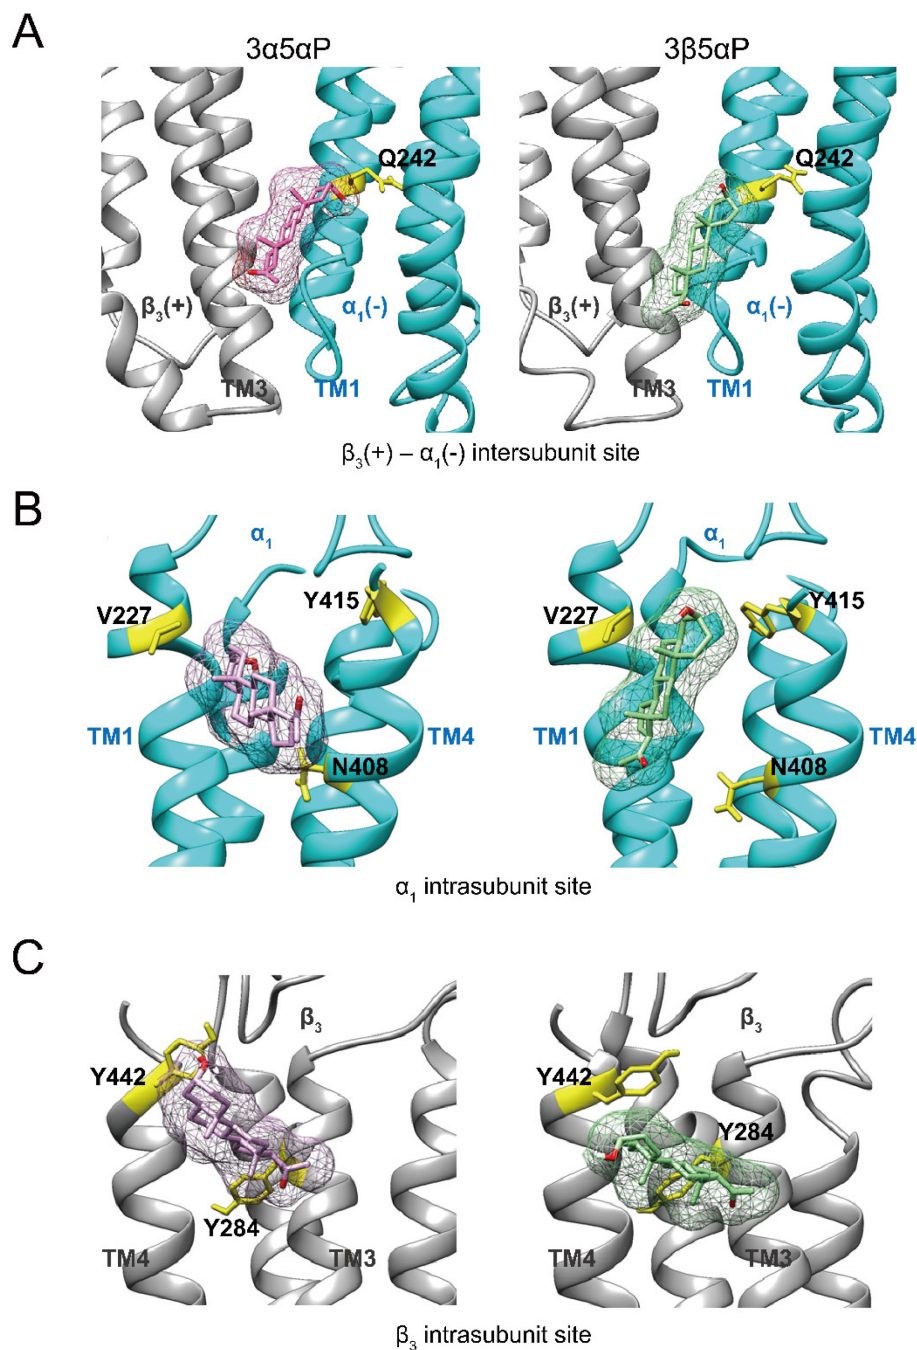 A
3α5αP 3β5αP
Q242 Q242
β₃(+) α₁(-) β₃(+) α₁(-)
TM3 TM1 TM3 TM1
β₃(+) – α₁(-) intersubunit site
B
α₁ α₁
V227 Y415 V227 Y415
TM1 TM4 TM1 TM4
N408 N408
α₁ intrasubunit site
C
β₃ β₃
Y442 Y442
Y284 Y284
TM4 TM3 TM4 TM3
β₃ intrasubunit site